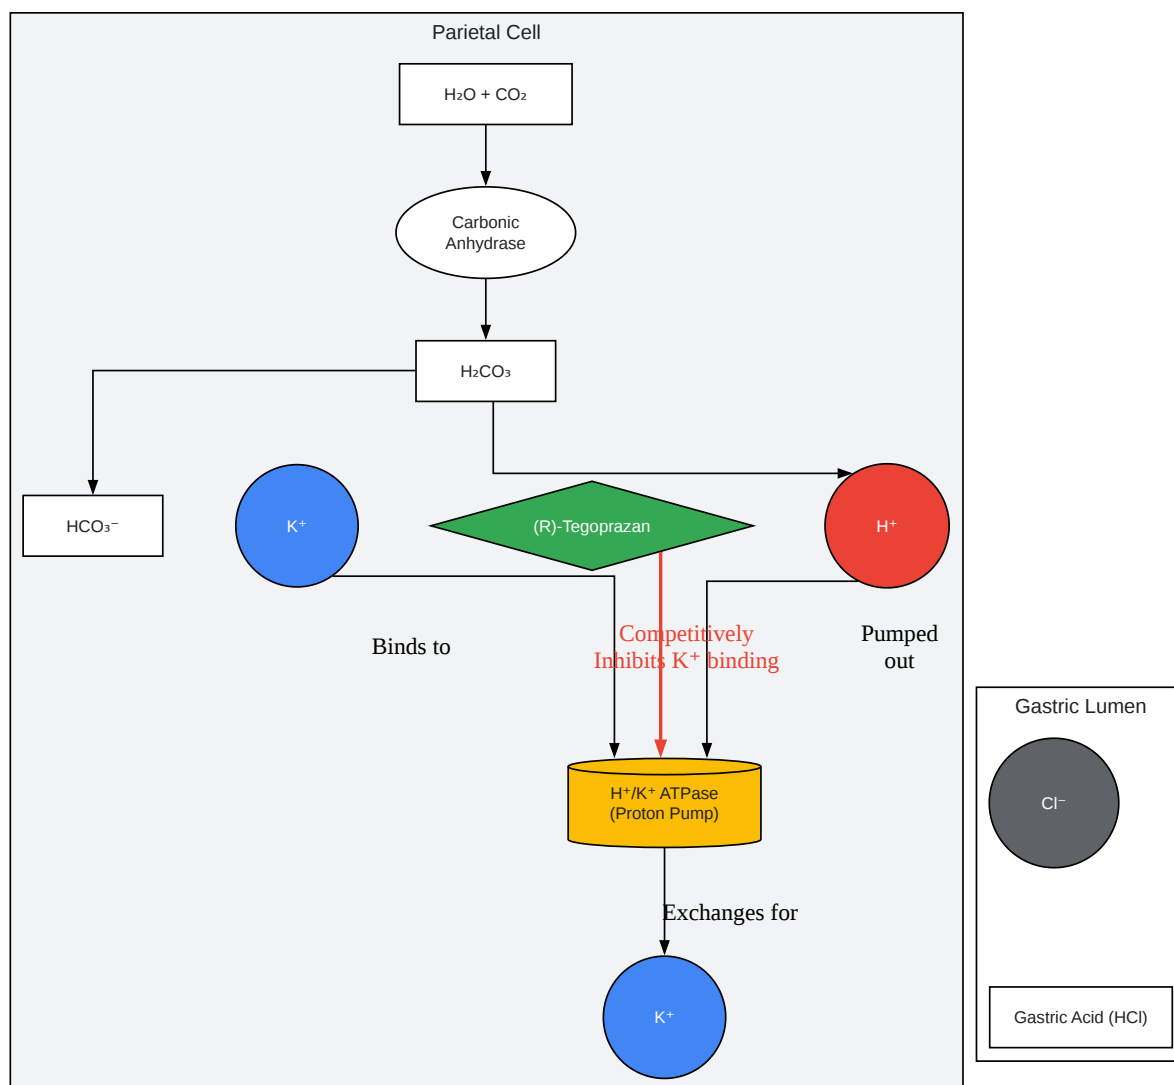 Parietal Cell
H₂O + CO₂
Carbonic
Anhydrase
H₂CO₃
HCO₃⁻
K⁺
(R)-Tegoprazan
H⁺
Binds to
Competitively
Inhibits K⁺ binding
Pumped
out
Gastric Lumen
Cl⁻
H⁺/K⁺ ATPase
(Proton Pump)
Exchanges for
K⁺
Gastric Acid (HCl)